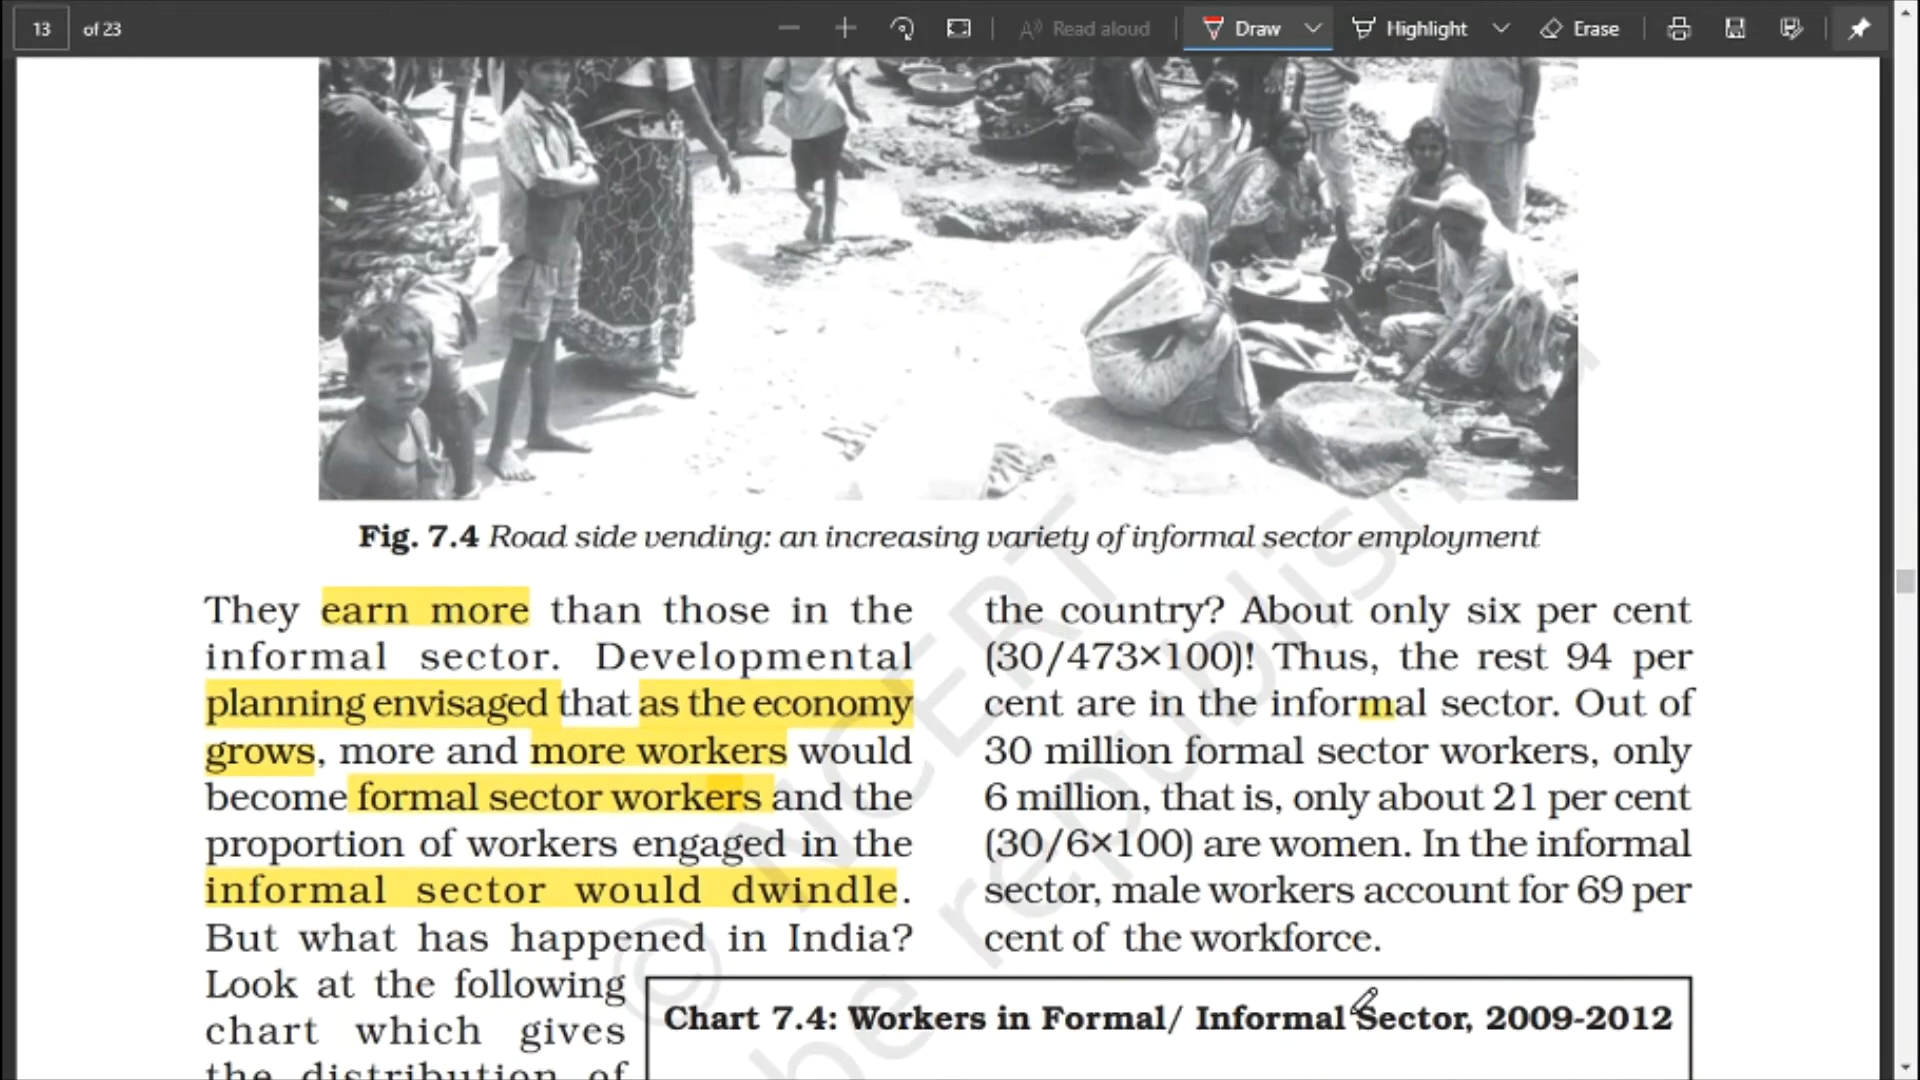 13 of 23
Read aloud
Draw
Highlight
Erase
Fig. 7.4 Road side vending: an increasing variety of informal sector employment
They earn more than those in the
informal sector. Developmental
planning envisaged that as the economy
grows, more and more workers would
become formal sector workers and the
proportion of workers engaged in the
informal sector would dwindle.
But what has happened in India?
Look at the following
chart which gives
the distribution of
the country? About only six per cent
(30/473×100)! Thus, the rest 94 per
cent are in the informal sector. Out of
30 million formal sector workers, only
6 million, that is, only about 21 per cent
(30/6×100) are women. In the informal
sector, male workers account for 69 per
cent of the workforce.
Chart 7.4: Workers in Formal/ Informal Sector, 2009-2012
© NCERT
be republish